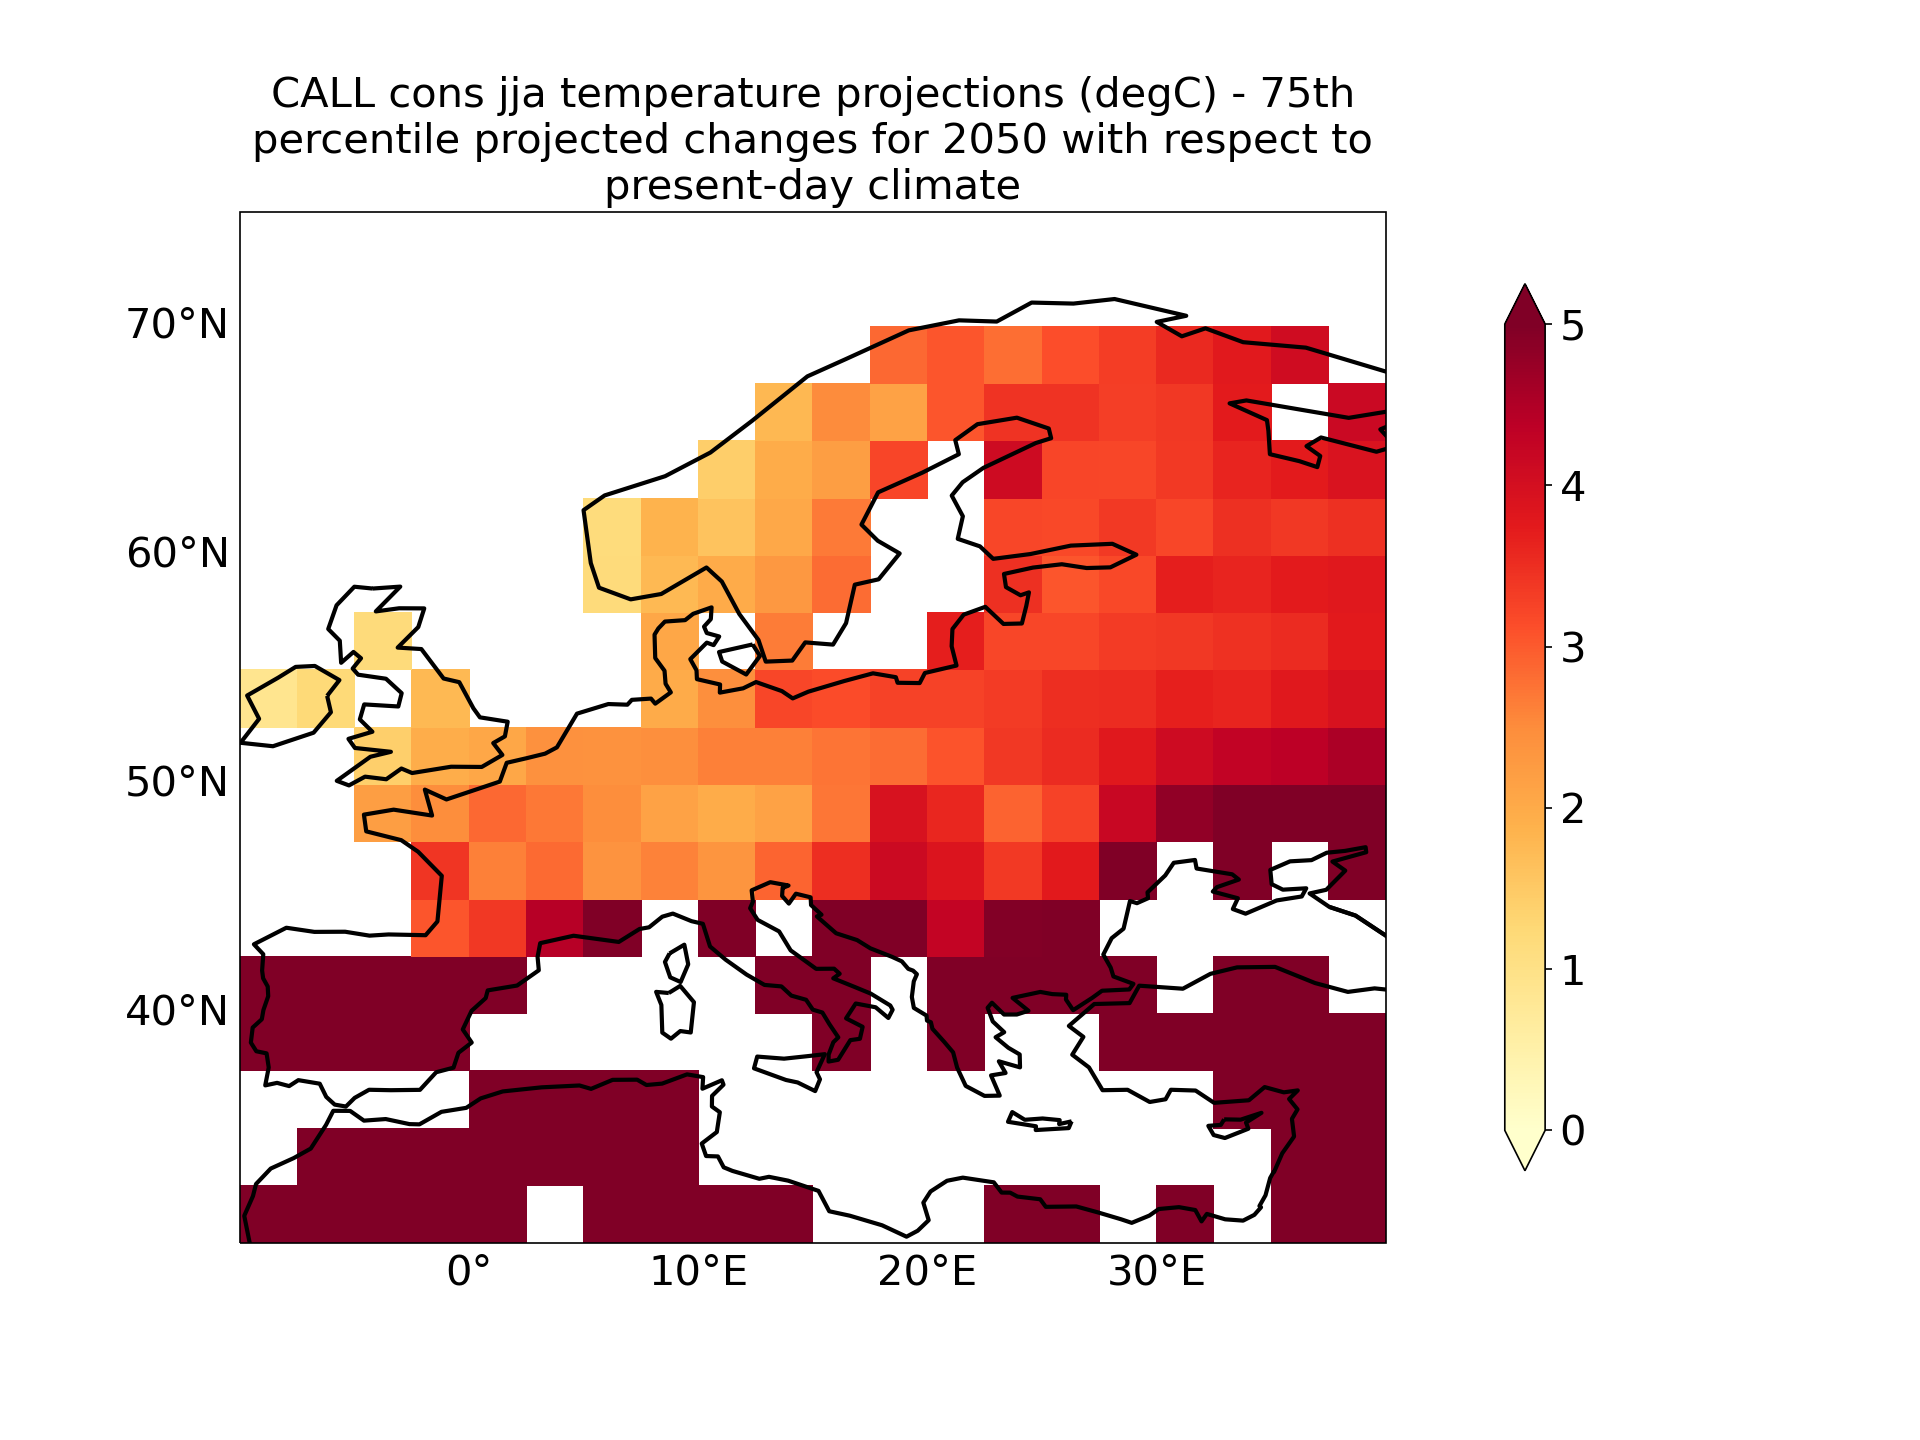 CALL cons jja temperature projections (degC) - 75th
percentile projected changes for 2050 with respect to
present-day climate
70°N
60°N
50°N
40°N
0°
10°E
20°E
30°E
5
4
3
2
1
0